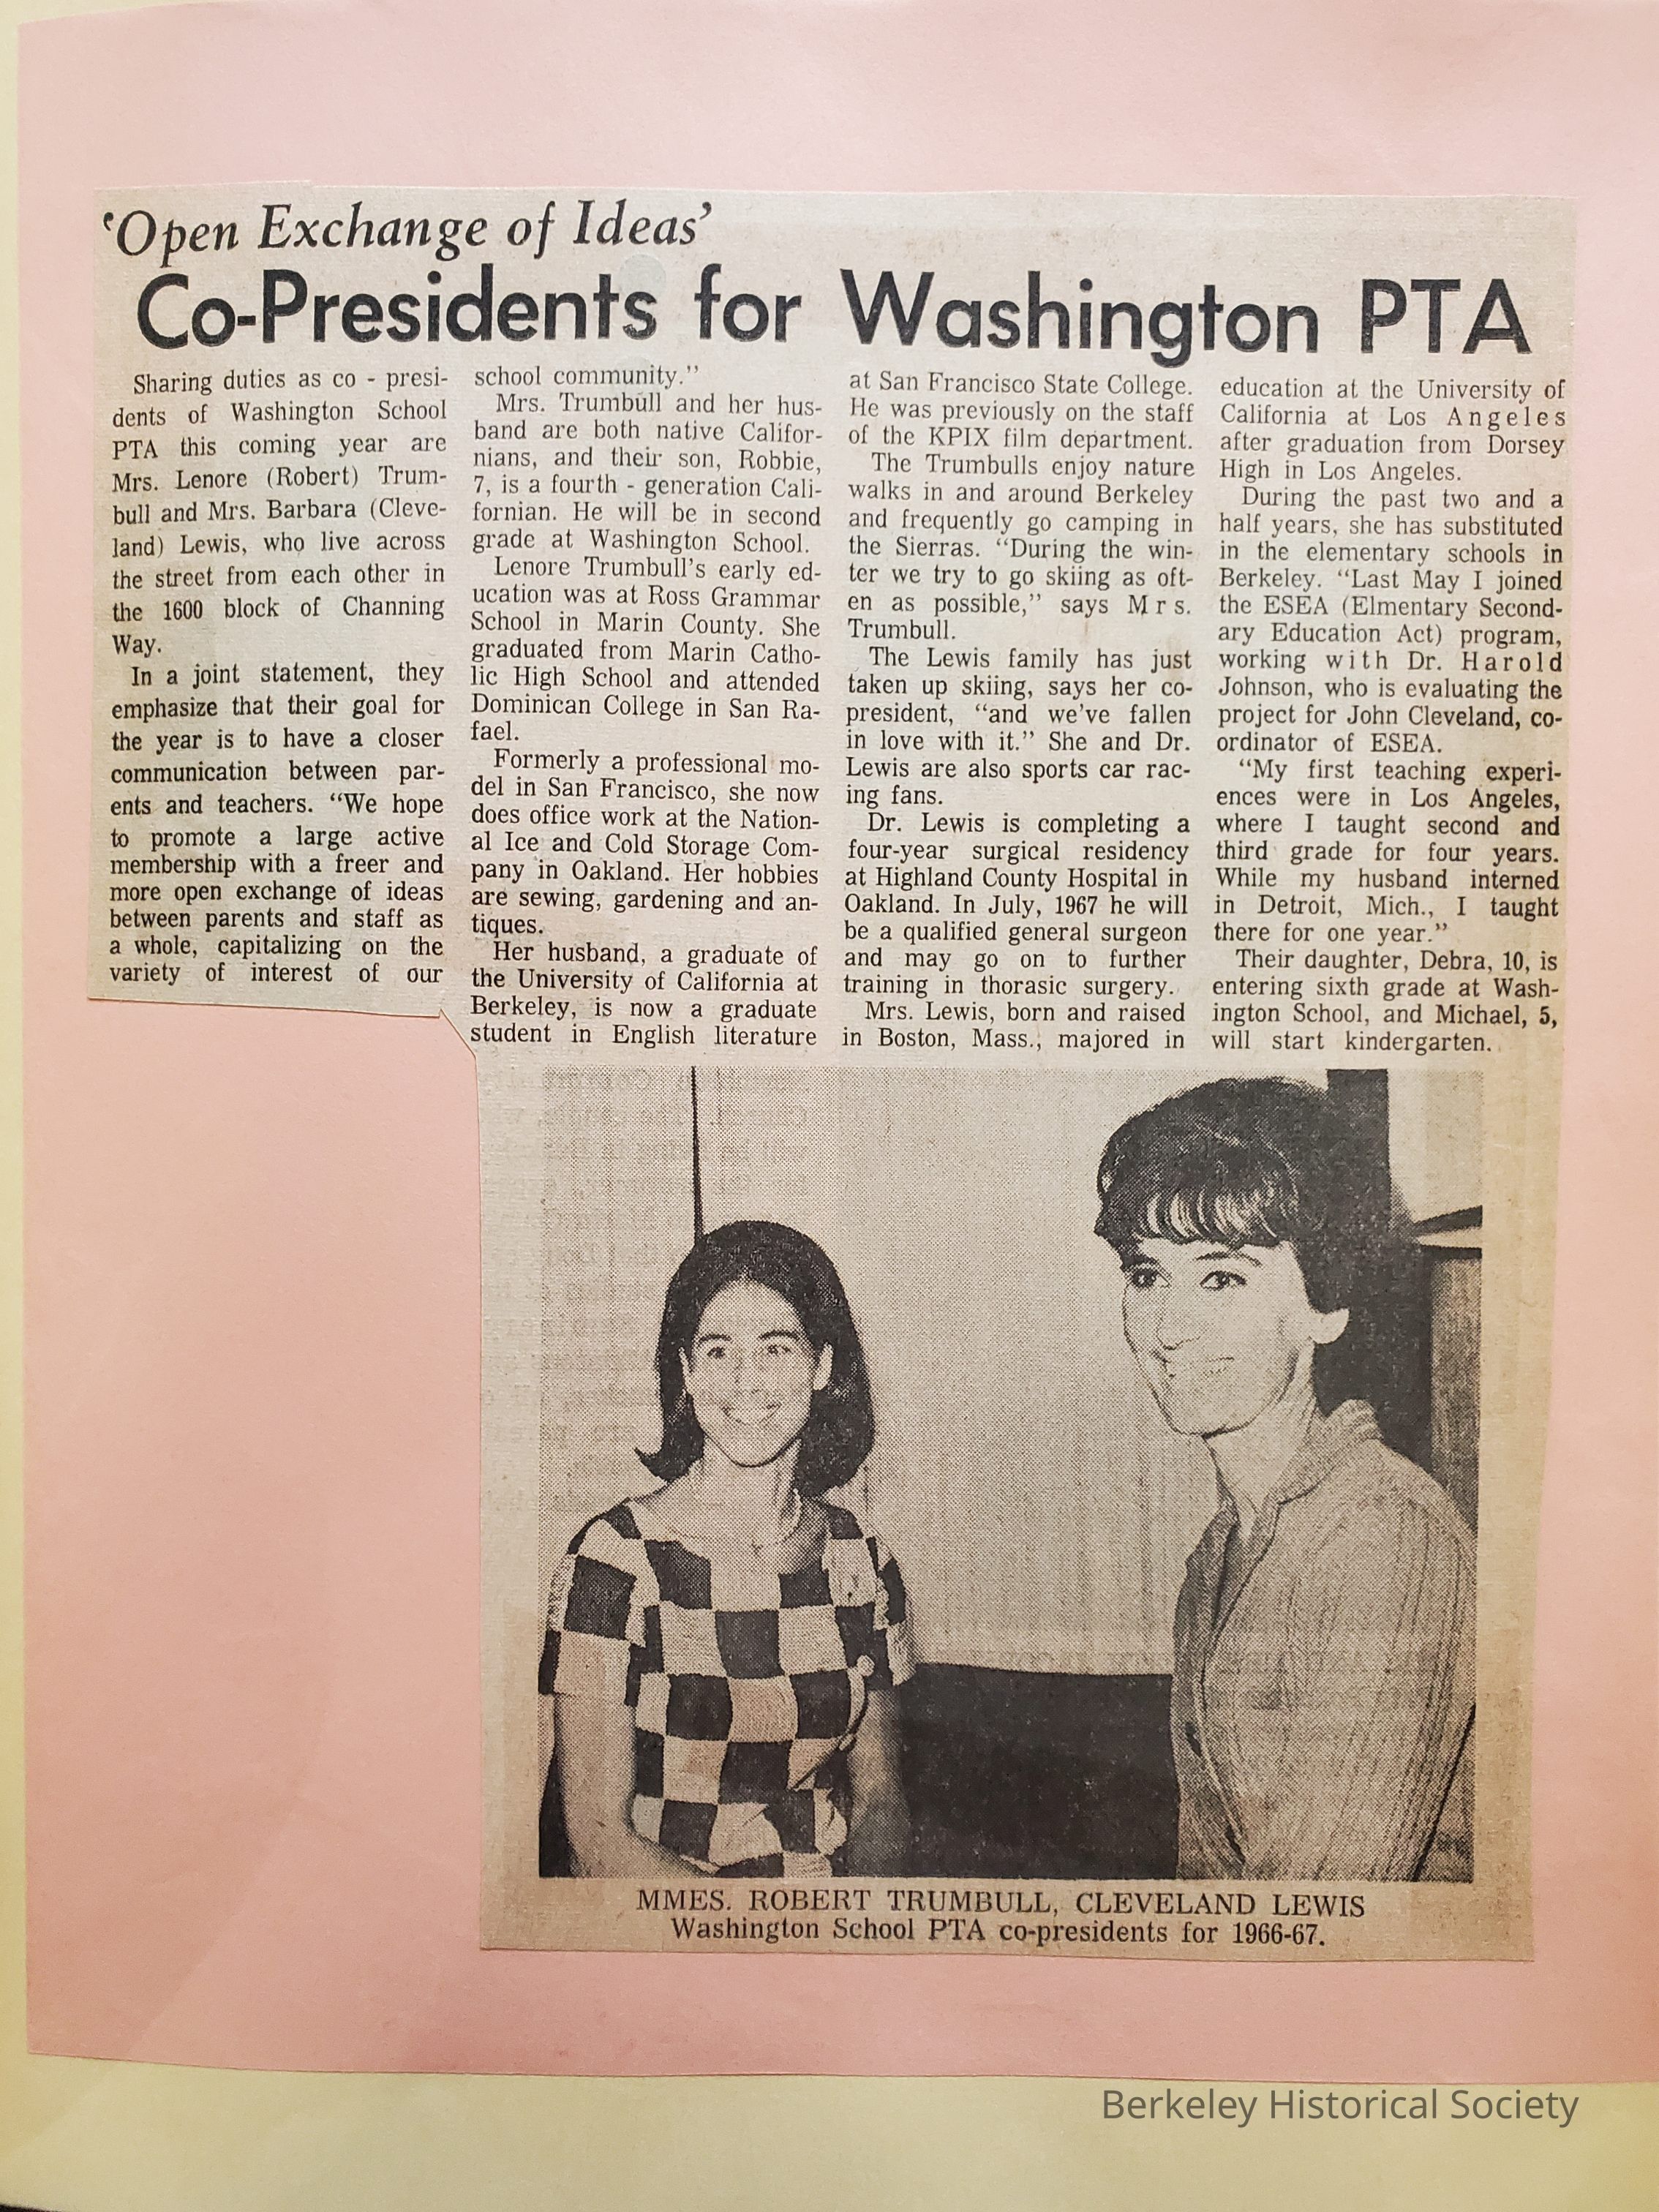 ‘Open Exchange of Ideas’
Co-Presidents for Washington PTA
Sharing duties as co - presi-
dents of Washington School
PTA this coming year are
Mrs. Lenore (Robert) Trum-
bull and Mrs. Barbara (Cleve-
land) Lewis, who live across
the street from each other in
the 1600 block of Channing
Way.
In a joint statement, they
emphasize that their goal for
the year is to have a closer
communication between par-
ents and teachers. “We hope
to promote a large active
membership with a freer and
more open exchange of ideas
between parents and staff as
a whole, capitalizing on the
variety of interest of our
school community.”
Mrs. Trumbull and her hus-
band are both native Califor-
nians, and their son, Robbie,
7, is a fourth - generation Cali-
fornian. He will be in second
grade at Washington School.
Lenore Trumbull’s early ed-
ucation was at Ross Grammar
School in Marin County. She
graduated from Marin Catho-
lic High School and attended
Dominican College in San Ra-
fael.
Formerly a professional mo-
del in San Francisco, she now
does office work at the Nation-
al Ice and Cold Storage Com-
pany in Oakland. Her hobbies
are sewing, gardening and an-
tiques.
Her husband, a graduate of
the University of California at
Berkeley, is now a graduate
student in English literature
at San Francisco State College.
He was previously on the staff
of the KPIX film department.
The Trumbulls enjoy nature
walks in and around Berkeley
and frequently go camping in
the Sierras. “During the win-
ter we try to go skiing as oft-
en as possible,” says Mrs.
Trumbull.
The Lewis family has just
taken up skiing, says her co-
president, “and we’ve fallen
in love with it.” She and Dr.
Lewis are also sports car rac-
ing fans.
Dr. Lewis is completing a
four-year surgical residency
at Highland County Hospital in
Oakland. In July, 1967 he will
be a qualified general surgeon
and may go on to further
training in thorasic surgery.
Mrs. Lewis, born and raised
in Boston, Mass., majored in
education at the University of
California at Los Angeles
after graduation from Dorsey
High in Los Angeles.
During the past two and a
half years, she has substituted
in the elementary schools in
Berkeley. “Last May I joined
the ESEA (Elmentary Second-
ary Education Act) program,
working with Dr. Harold
Johnson, who is evaluating the
project for John Cleveland, co-
ordinator of ESEA.
“My first teaching experi-
ences were in Los Angeles,
where I taught second and
third grade for four years.
While my husband interned
in Detroit, Mich., I taught
there for one year.”
Their daughter, Debra, 10, is
entering sixth grade at Wash-
ington School, and Michael, 5,
will start kindergarten.
MMES. ROBERT TRUMBULL, CLEVELAND LEWIS
Washington School PTA co-presidents for 1966-67.
Berkeley Historical Society